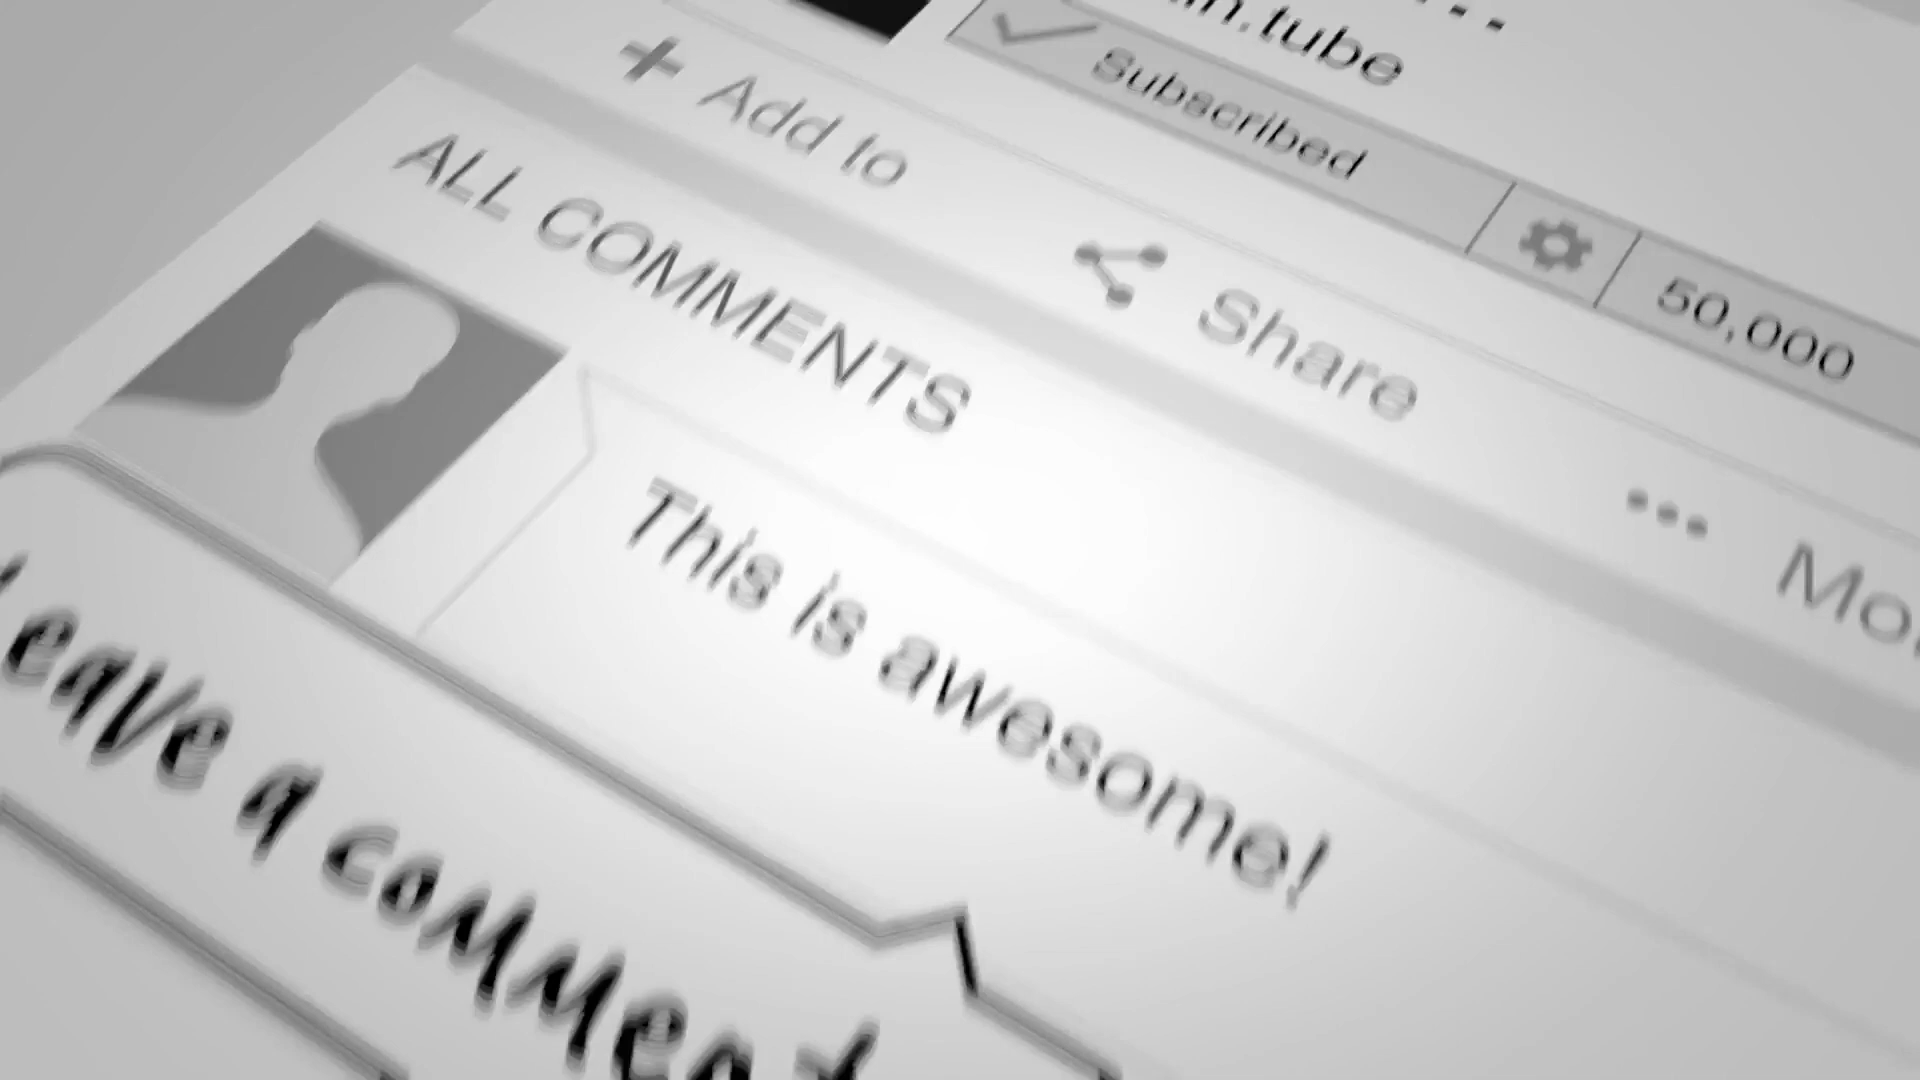 .tube
Subscribed
50,000
Add to
Share
ALL COMMENTS
This is awesome!
Leave a comment